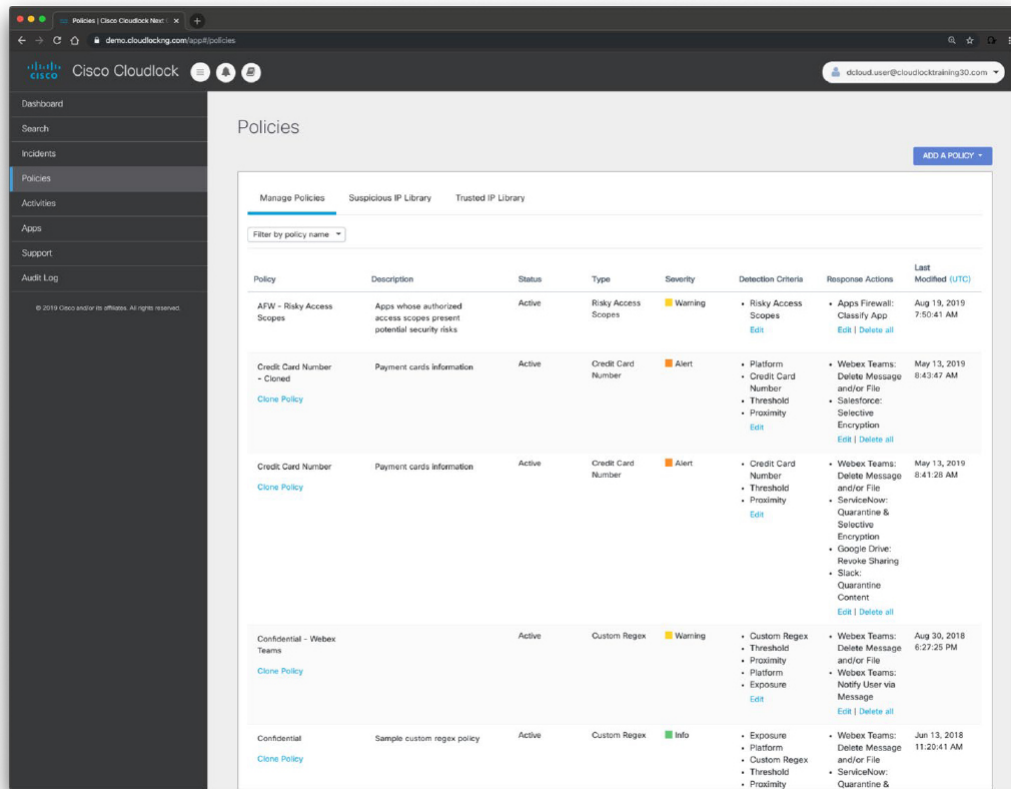 Policies | Cisco Cloudlock Next
demo.cloudlockng.com/app#/policies
cisco
Cisco Cloudlock
dcloud.user@cloudlocktraining30.com
Dashboard
Search
Incidents
Policies
Activities
Apps
Support
Audit Log
© 2019 Cisco and/or its affiliates. All rights reserved.
Policies
ADD A POLICY
Manage Policies Suspicious IP Library Trusted IP Library
Filter by policy name
Policy Description Status Type Severity Detection Criteria Response Actions Last Modified (UTC)
AFW – Risky Access
Scopes
Apps whose authorized
access scopes present
potential security risks
Active
Risky Access
Scopes
Warning
• Risky Access
Scopes
Edit
• Apps Firewall:
Classify App
Edit | Delete all
Aug 19, 2019
7:50:41 AM
Credit Card Number
- Cloned
Clone Policy
Payment cards information
Active
Credit Card
Number
Alert
• Platform
• Credit Card
Number
• Threshold
• Proximity
Edit
• Webex Teams:
Delete Message
and/or File
• Salesforce:
Selective
Encryption
Edit | Delete all
May 13, 2019
8:43:47 AM
Credit Card Number
Clone Policy
Payment cards information
Active
Credit Card
Number
Alert
• Credit Card
Number
• Threshold
• Proximity
Edit
• Webex Teams:
Delete Message
and/or File
• ServiceNow:
Quarantine &
Selective
Encryption
• Google Drive:
Revoke Sharing
• Slack:
Quarantine
Content
Edit | Delete all
May 13, 2019
8:41:28 AM
Confidential - Webex
Teams
Clone Policy
Active
Custom Regex
Warning
• Custom Regex
• Threshold
• Proximity
• Platform
• Exposure
Edit
• Webex Teams:
Delete Message
and/or File
• Webex Teams:
Notify User via
Message
Edit | Delete all
Aug 30, 2018
6:27:25 PM
Confidential
Clone Policy
Sample custom regex policy
Active
Custom Regex
Info
• Exposure
• Platform
• Custom Regex
• Threshold
• Proximity
• Webex Teams:
Delete Message
and/or File
• ServiceNow:
Quarantine &
Jun 13, 2018
11:20:41 AM